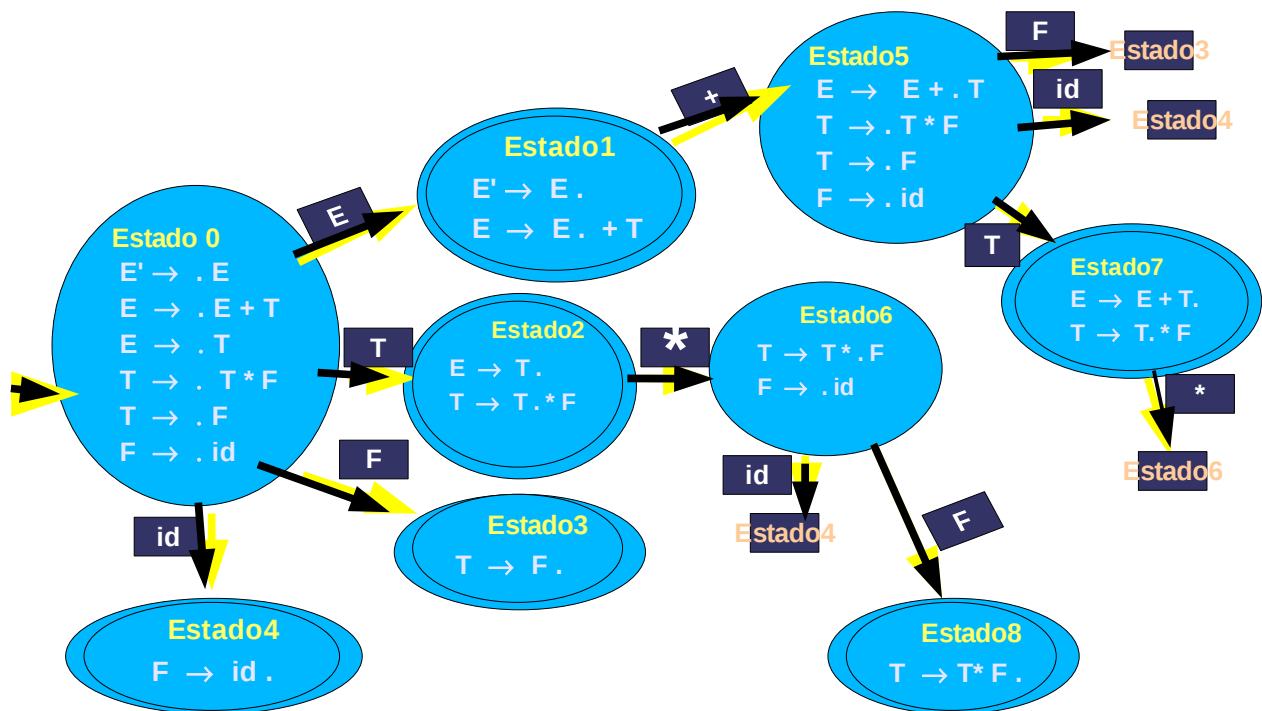 Estado 0
E' → . E
E → . E + T
E → . T
T → . T * F
T → . F
F → . id
E
Estado1
E' → E .
E → E . + T
+
Estado5
E → E + . T
T → . T * F
T → . F
F → . id
F
Estado3
id
Estado4
T
Estado7
E → E + T.
T → T. * F
*
Estado6
T
Estado2
E → T .
T → T . * F
*
Estado6
T → T * . F
F → . id
id
Estado4
F
Estado8
T → T* F .
F
Estado3
T → F .
id
Estado4
F → id .